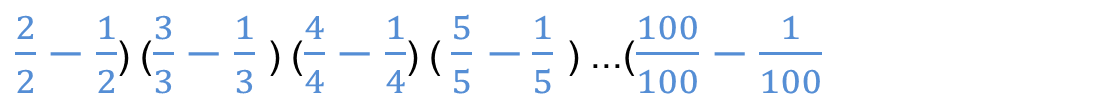 2/2 − 1/2) (3/3 − 1/3 ) (4/4 − 1/4) ( 5/5 − 1/5 ) ...(100/100 − 1/100